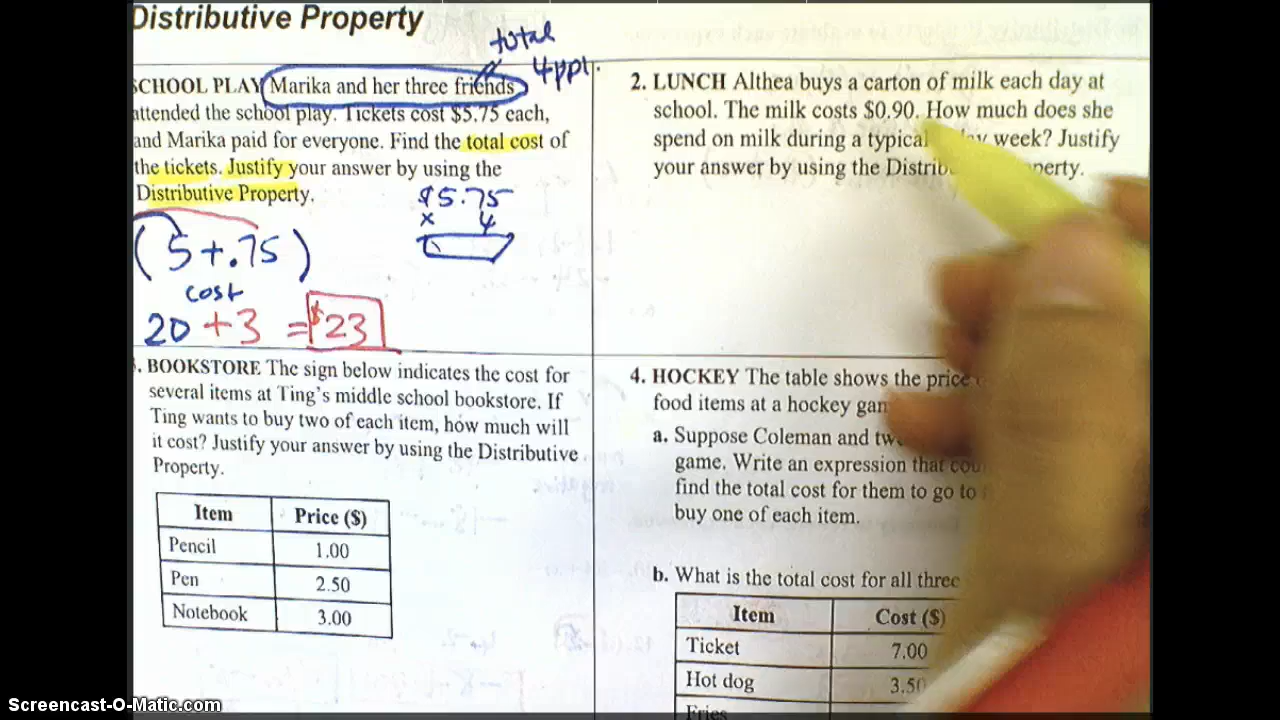 Distributive Property
total
4 ppl.
SCHOOL PLAY Marika and her three friends
attended the school play. Tickets cost $5.75 each,
and Marika paid for everyone. Find the total cost of
the tickets. Justify your answer by using the
Distributive Property.
$5.75
x 4
(5+.75)
cost
20 +3 =$23
2. LUNCH Althea buys a carton of milk each day at
school. The milk costs $0.90. How much does she
spend on milk during a typical week? Justify
your answer by using the
. BOOKSTORE The sign below indicates the cost for
several items at Ting's middle school bookstore. If
Ting wants to buy two of each item, how much will
it cost? Justify your answer by using the Distributive
Property.
Item Price ($)
Pencil 1.00
Pen 2.50
Notebook 3.00
4. HOCKEY The table shows the price
food items at a hockey
a. Suppose Coleman and
game. Write an expression that
find the total cost for them to go to
buy one of each item.
b. What is the total cost for all three
Item Cost ($)
Ticket 7.00
Hot dog 3.50
Fries
Screencast-O-Matic.com